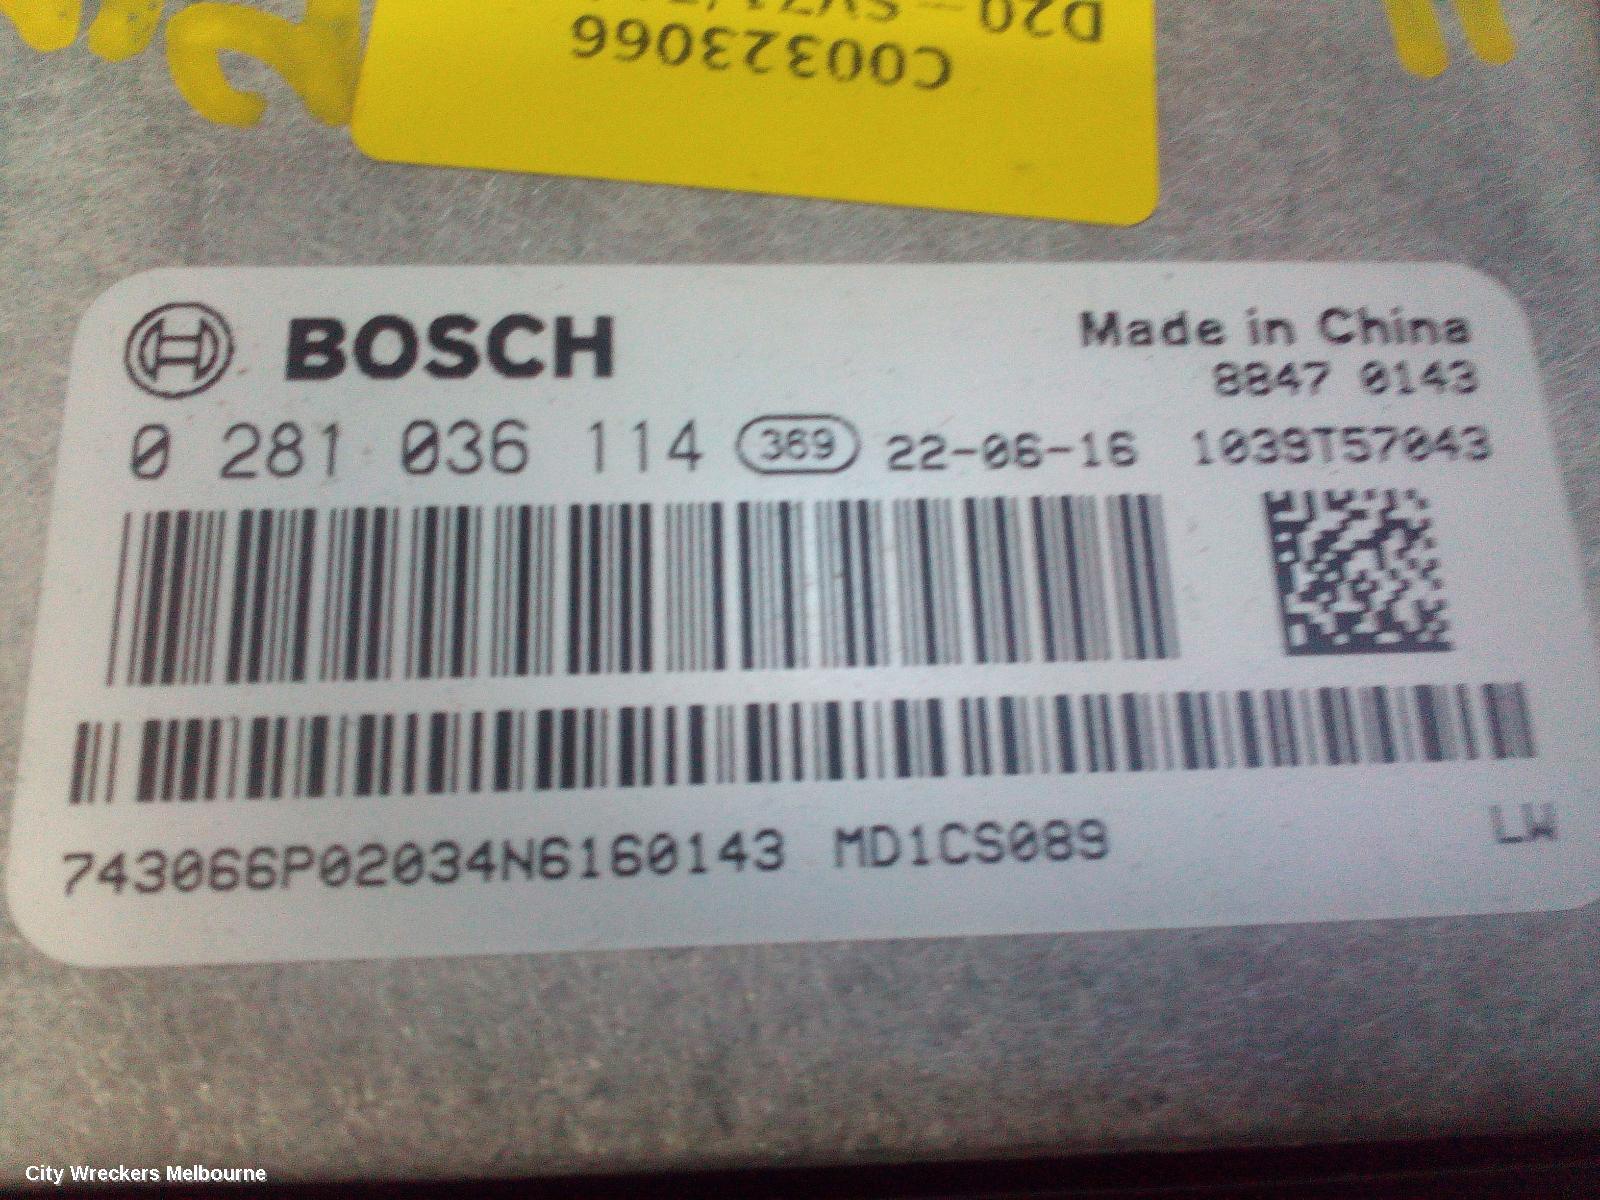 C00323066
BOSCH
Made in China
8847 0143
0 281 036 114 369 22-06-16 1039T57043
743066P02034N6160143 MD1CS089 LW
City Wreckers Melbourne